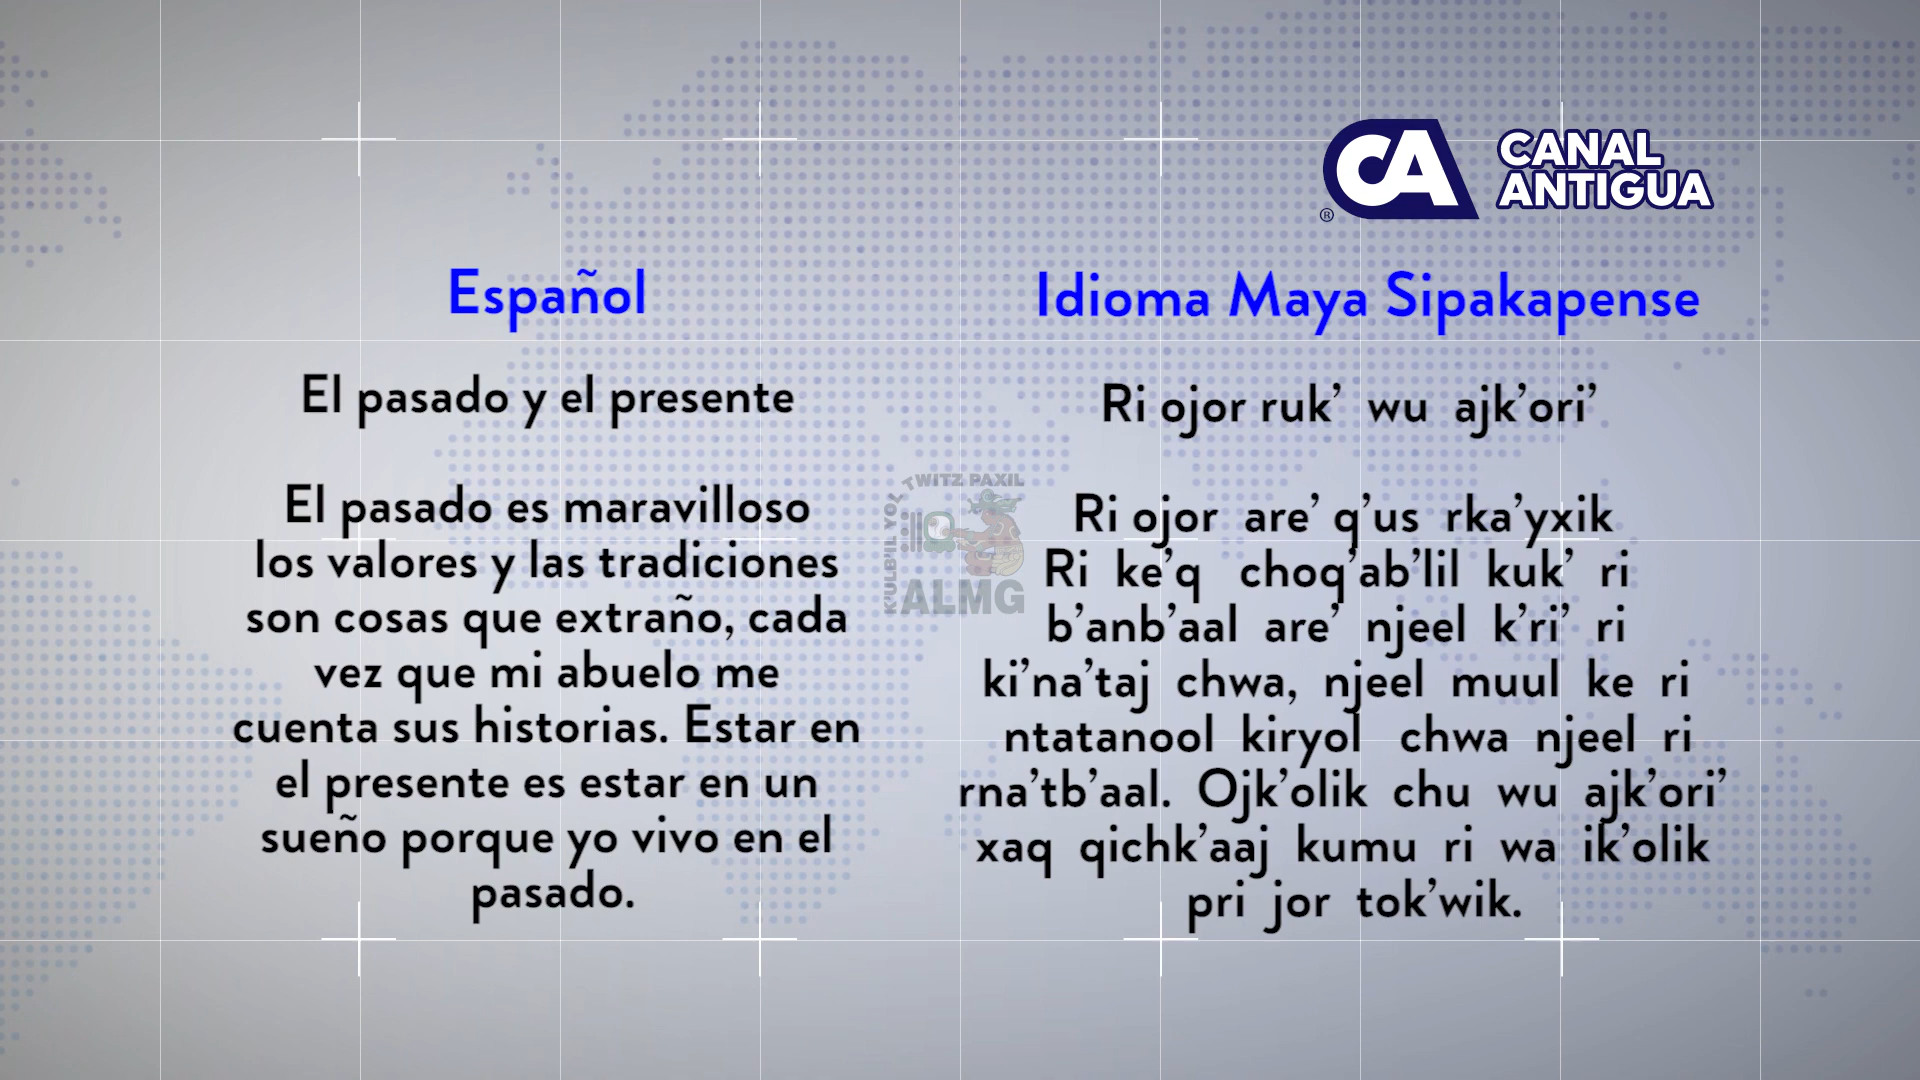 CA
®
CANAL
ANTIGUA
Español
El pasado y el presente
El pasado es maravilloso
los valores y las tradiciones
son cosas que extraño, cada
vez que mi abuelo me
cuenta sus historias. Estar en
el presente es estar en un
sueño porque yo vivo en el
pasado.
K'ULB'IL YOL TWITZ PAXIL
ALMG
Idioma Maya Sipakapense
Ri ojor ruk’ wu ajk’ori’
Ri ojor are’ q’us rka’yxik
Ri ke’q choq’ab’lil kuk’ ri
b’anb’aal are’ njeel k’ri’ ri
ki’na’taj chwa, njeel muul ke ri
ntatanool kiryol chwa njeel ri
rna’tb’aal. Ojk’olik chu wu ajk’ori’
xaq qichk’aaj kumu ri wa ik’olik
pri jor tok’wik.